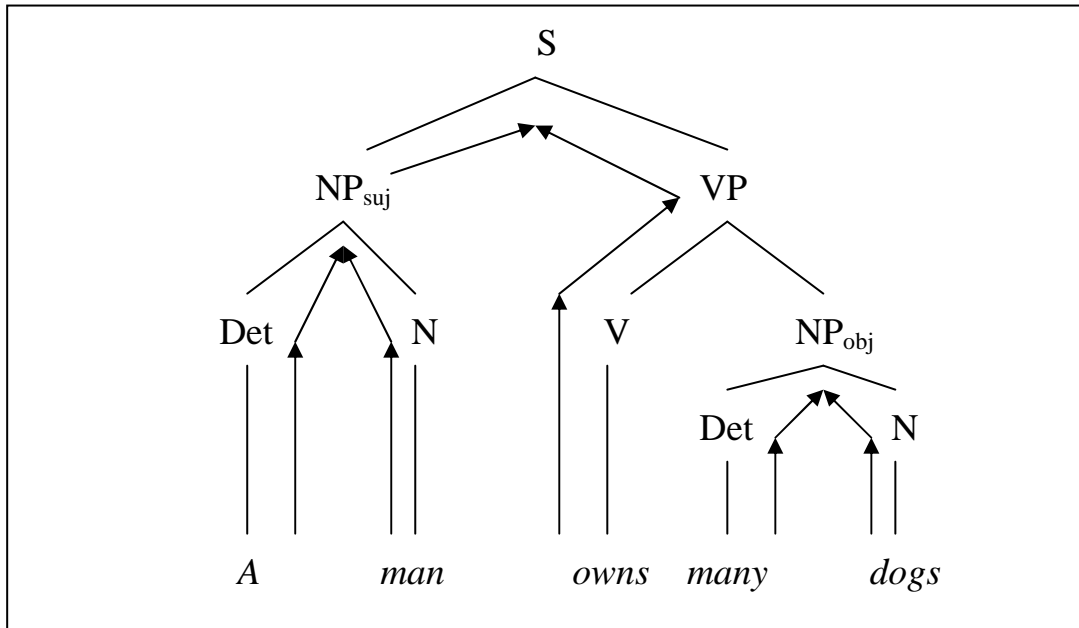 S
NPsuj VP
Det N V NPobj
Det N
A man owns many dogs